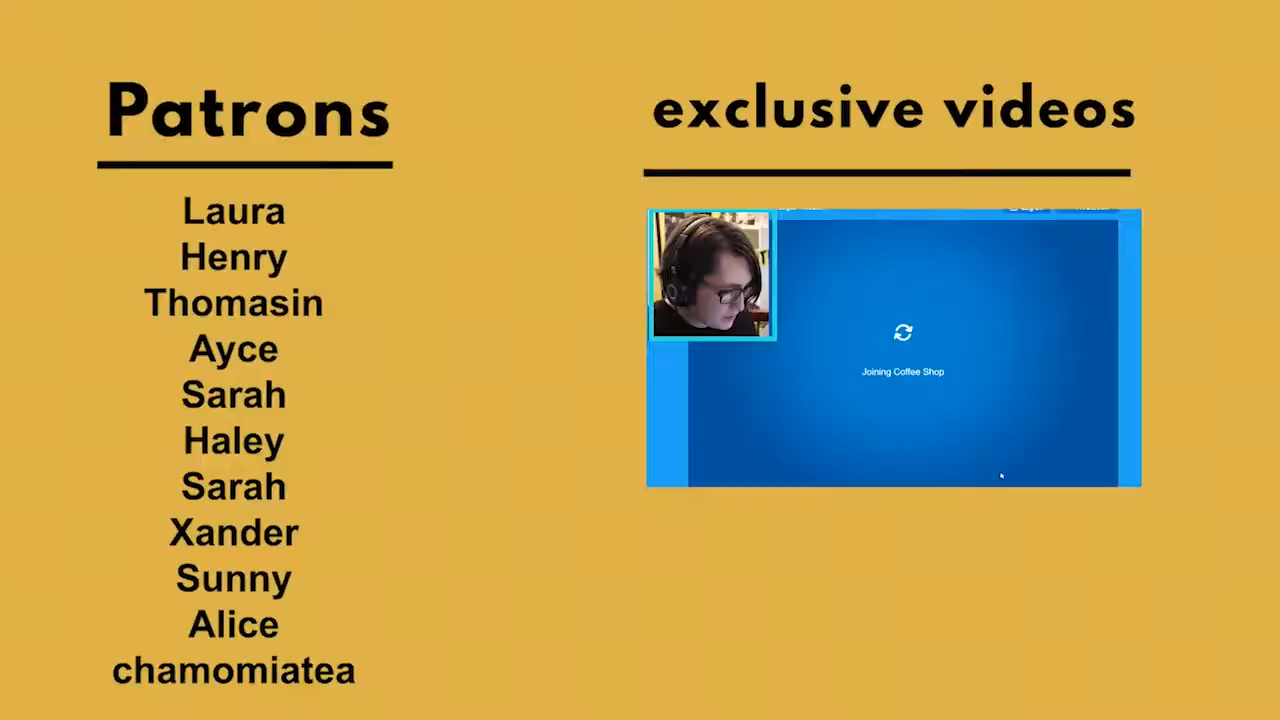 Patrons
Laura
Henry
Thomasin
Ayce
Sarah
Haley
Sarah
Xander
Sunny
Alice
chamomiatea
exclusive videos
Joining Coffee Shop